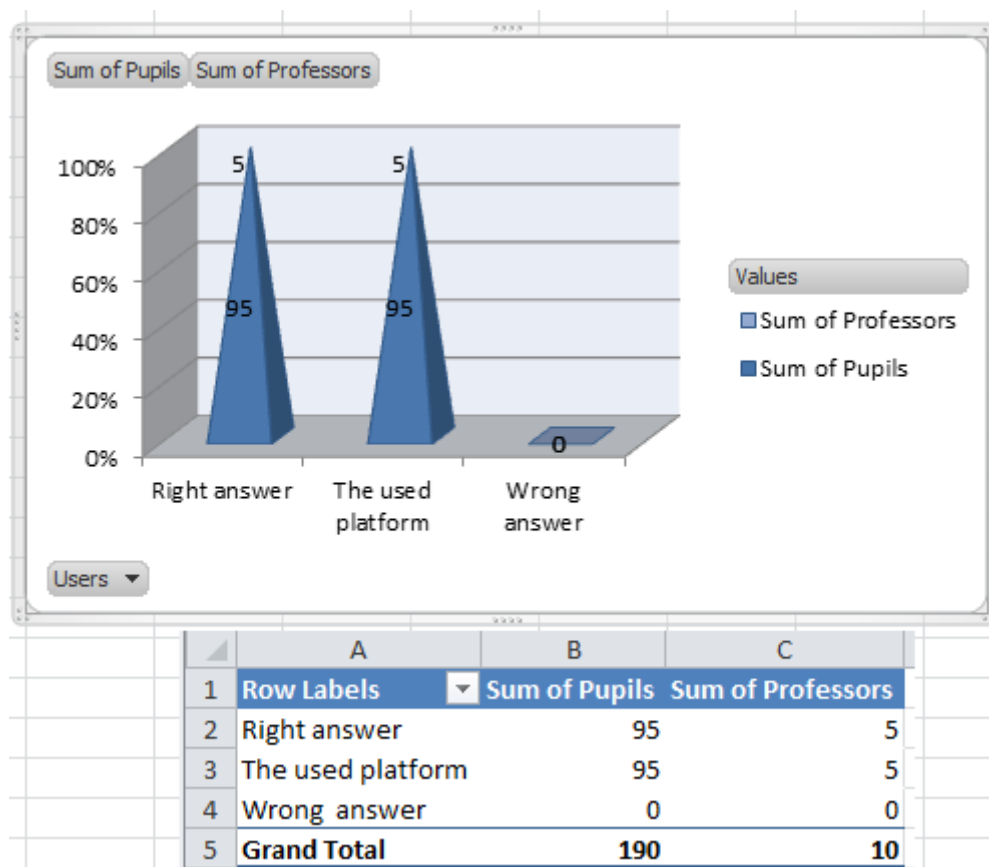 Sum of Pupils Sum of Professors
100%
80%
60%
40%
20%
0%
5
5
95
95
0
Right answer
The used platform
Wrong answer
Values
Sum of Professors
Sum of Pupils
Users
A B C
1 Row Labels Sum of Pupils Sum of Professors
2 Right answer 95 5
3 The used platform 95 5
4 Wrong answer 0 0
5 Grand Total 190 10